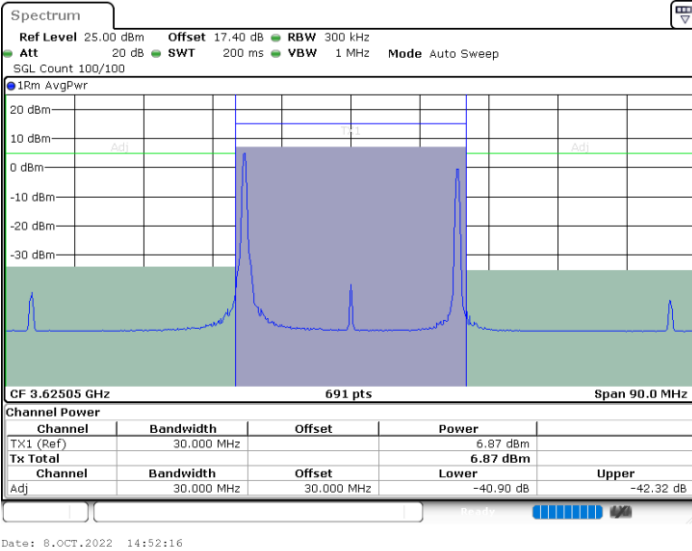 Spectrum
Ref Level 25.00 dBm Offset 17.40 dB RBW 300 kHz
Att 20 dB SWT 200 ms VBW 1 MHz Mode Auto Sweep
SGL Count 100/100
1Rm AvgPwr
20 dBm
TX1
10 dBm
Adj Adj
0 dBm
-10 dBm
-20 dBm
-30 dBm
CF 3.62505 GHz 691 pts Span 90.0 MHz
Channel Power
Channel Bandwidth Offset Power
TX1 (Ref) 30.000 MHz 6.87 dBm
Tx Total 6.87 dBm
Channel Bandwidth Offset Lower Upper
Adj 30.000 MHz 30.000 MHz -40.90 dB -42.32 dB
Ready
Date: 8.OCT.2022 14:52:16